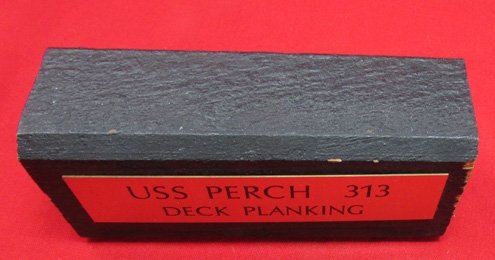 USS PERCH 313
DECK PLANKING